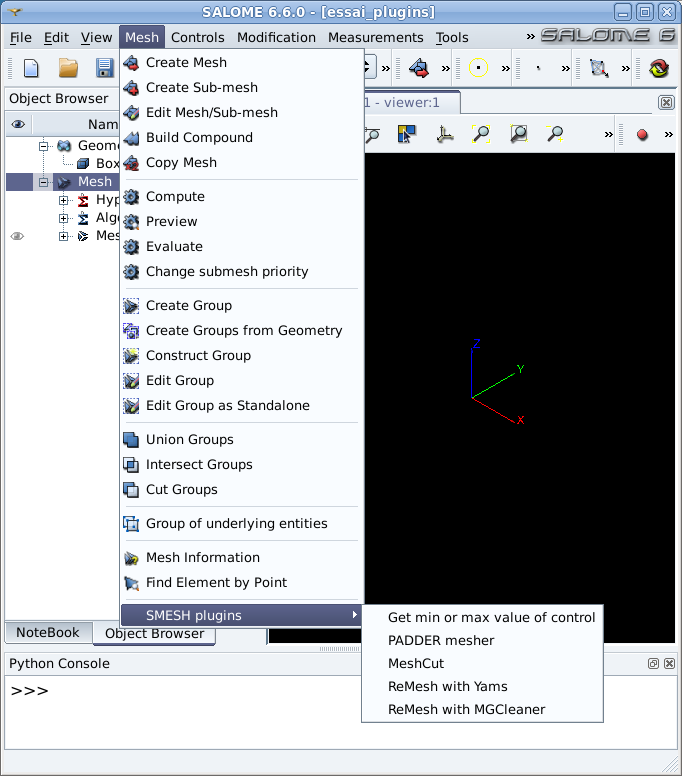 SALOME 6.6.0 - [essai_plugins]
File Edit View Mesh Controls Modification Measurements Tools » SALOME 6
» » » »
Object Browser
1 - viewer:1
Nam
» »
Geome
Box
Mesh
Hyp
Algo
Mes
Create Mesh
Create Sub-mesh
Edit Mesh/Sub-mesh
Build Compound
Copy Mesh
Compute
Preview
Evaluate
Change submesh priority
Create Group
Create Groups from Geometry
Construct Group
Edit Group
Edit Group as Standalone
Union Groups
Intersect Groups
Cut Groups
Group of underlying entities
Mesh Information
Find Element by Point
SMESH plugins
Get min or max value of control
PADDER mesher
MeshCut
ReMesh with Yams
ReMesh with MGCleaner
Z
Y
X
NoteBook Object Browser
Python Console
>>>